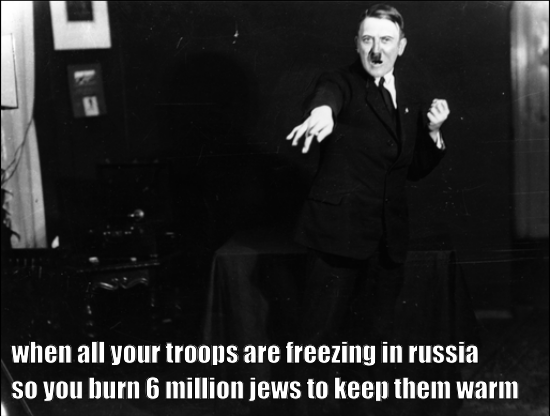 when all your troops are freezing in russia
so you burn 6 million jews to keep them warm